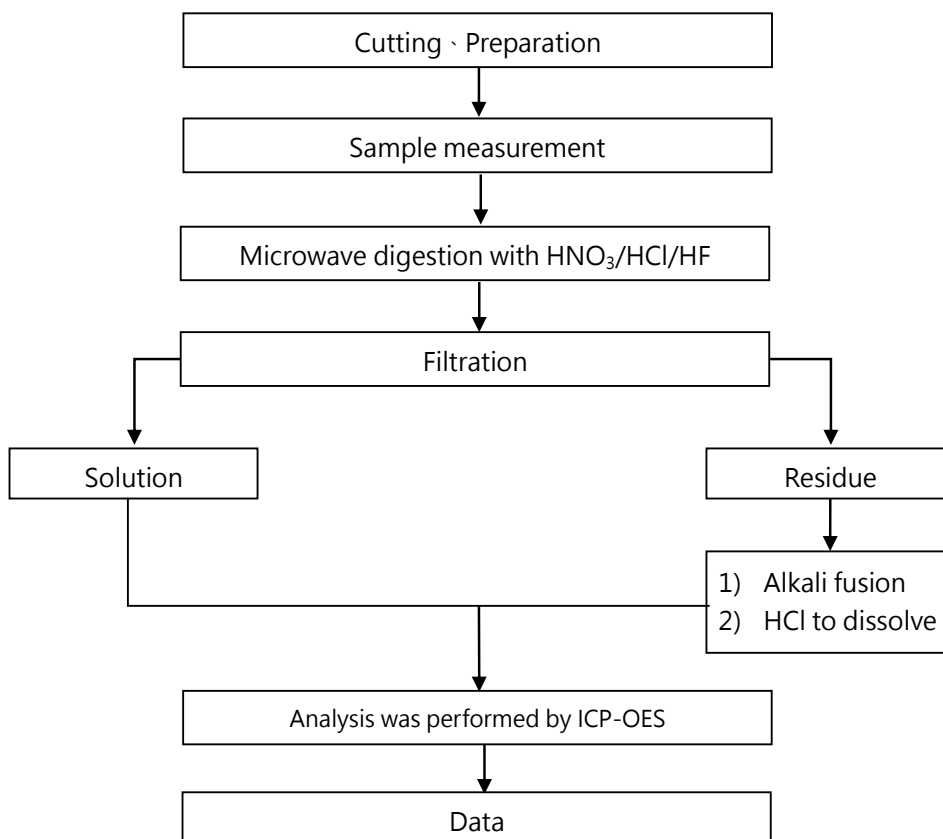 Cutting、Preparation
Sample measurement
Microwave digestion with HNO₃/HCl/HF
Filtration
Solution
Residue
1) Alkali fusion
2) HCl to dissolve
Analysis was performed by ICP-OES
Data